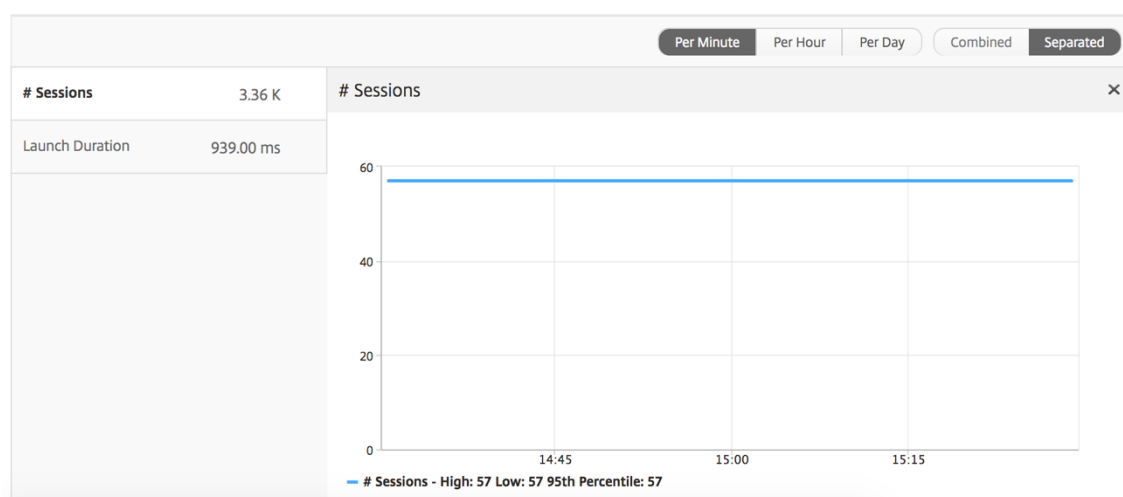 Per Minute Per Hour Per Day Combined Separated
# Sessions 3.36 K
Launch Duration 939.00 ms
# Sessions ×
60
40
20
0
14:45 15:00 15:15
# Sessions - High: 57 Low: 57 95th Percentile: 57